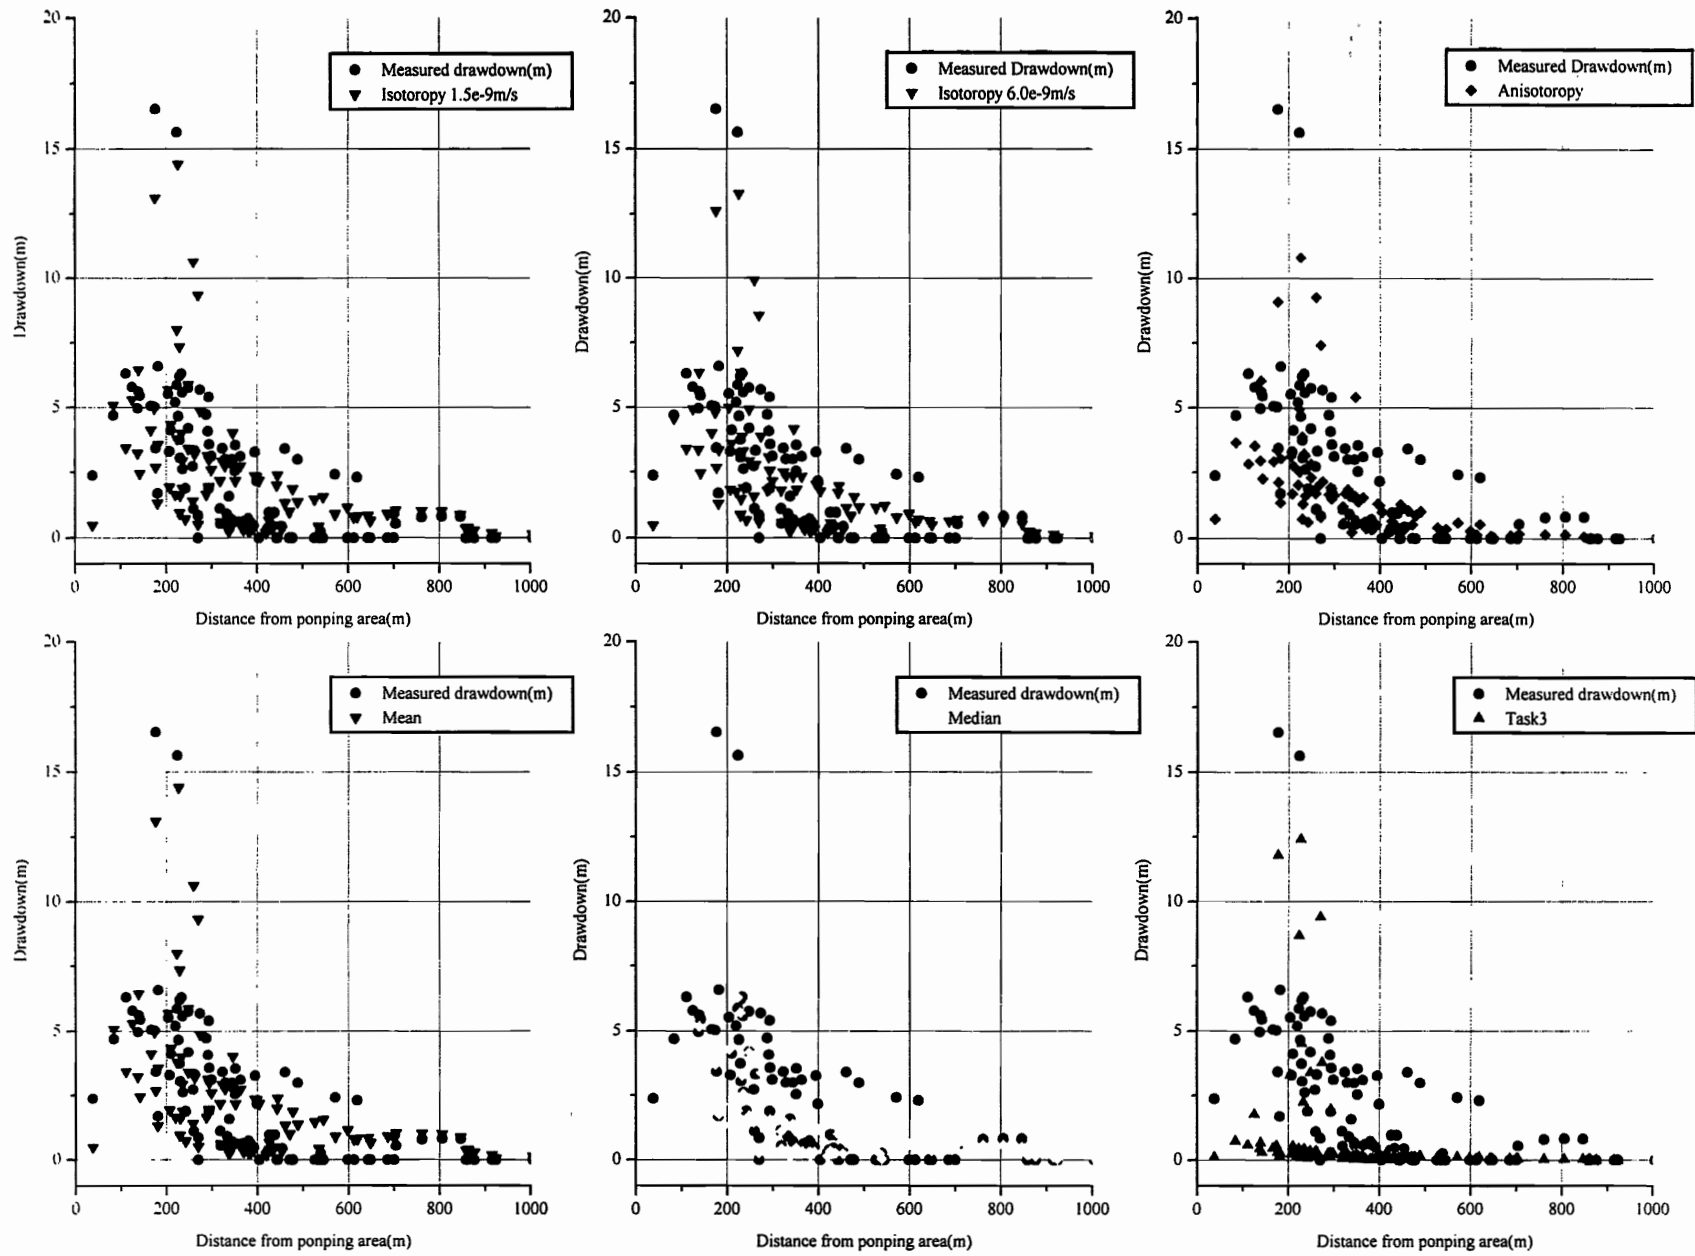 20
15
10
5
0
Drawdown(m)
Measured drawdown(m)
Isotoropy 1.5e-9m/s
0 200 400 600 800 1000
Distance from ponping area(m)
20
15
10
5
0
Drawdown(m)
Measured Drawdown(m)
Isotoropy 6.0e-9m/s
0 200 400 600 800 1000
Distance from ponping area(m)
20
15
10
5
0
Drawdown(m)
Measured Drawdown(m)
Anisotoropy
0 200 400 600 800 1000
Distance from ponping area(m)
20
15
10
5
0
Drawdown(m)
Measured drawdown(m)
Mean
0 200 400 600 800 1000
Distance from ponping area(m)
20
15
10
5
0
Drawdown(m)
Measured drawdown(m)
Median
0 200 400 600 800 1000
Distance from ponping area(m)
20
15
10
5
0
Drawdown(m)
Measured drawdown(m)
Task3
0 200 400 600 800 1000
Distance from ponping area(m)